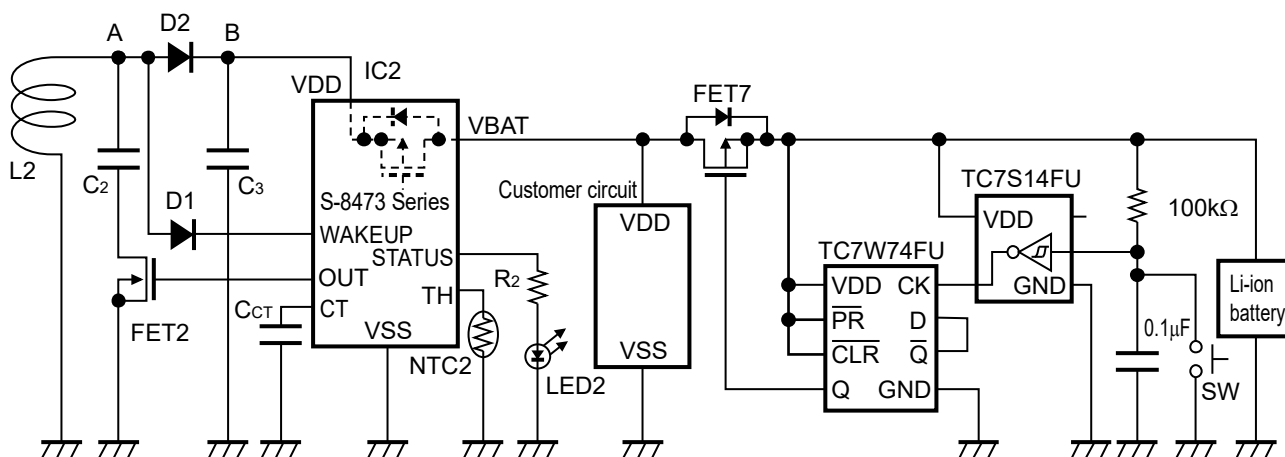 A
D2
B
L2
C2
C3
D1
FET2
CCT
VDD
IC2
VBAT
S-8473 Series
WAKEUP
STATUS
OUT
TH
CT
VSS
R2
NTC2
LED2
Customer circuit
VDD
VSS
FET7
TC7W74FU
VDD
CK
PR
D
CLR
Q
Q
GND
TC7S14FU
VDD
GND
100kΩ
0.1μF
SW
Li-ion
battery